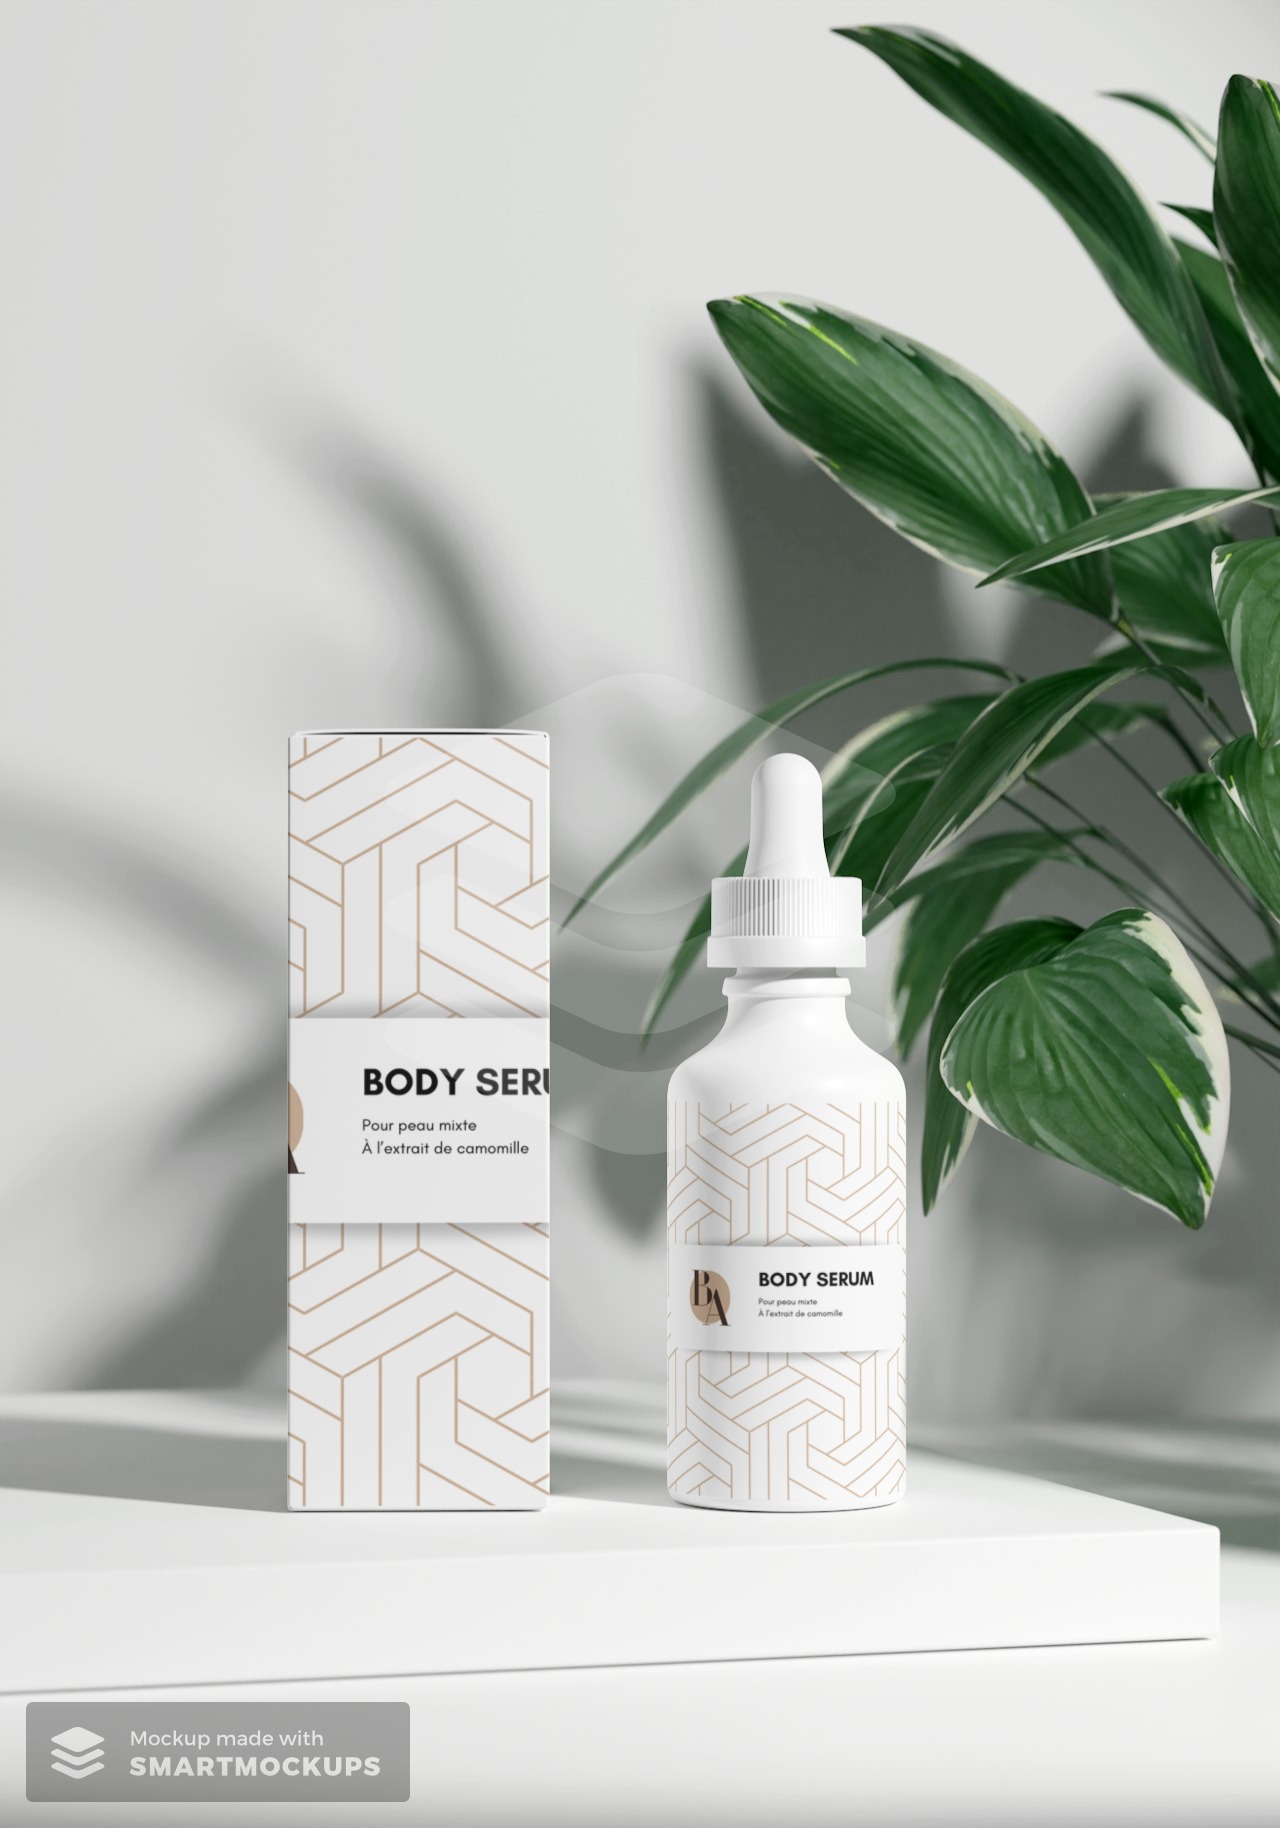 BODY SERU
Pour peau mixte
À l'extrait de camomille
BA
BODY SERUM
Pour peau mixte
À l'extrait de camomille
Mockup made with
SMARTMOCKUPS